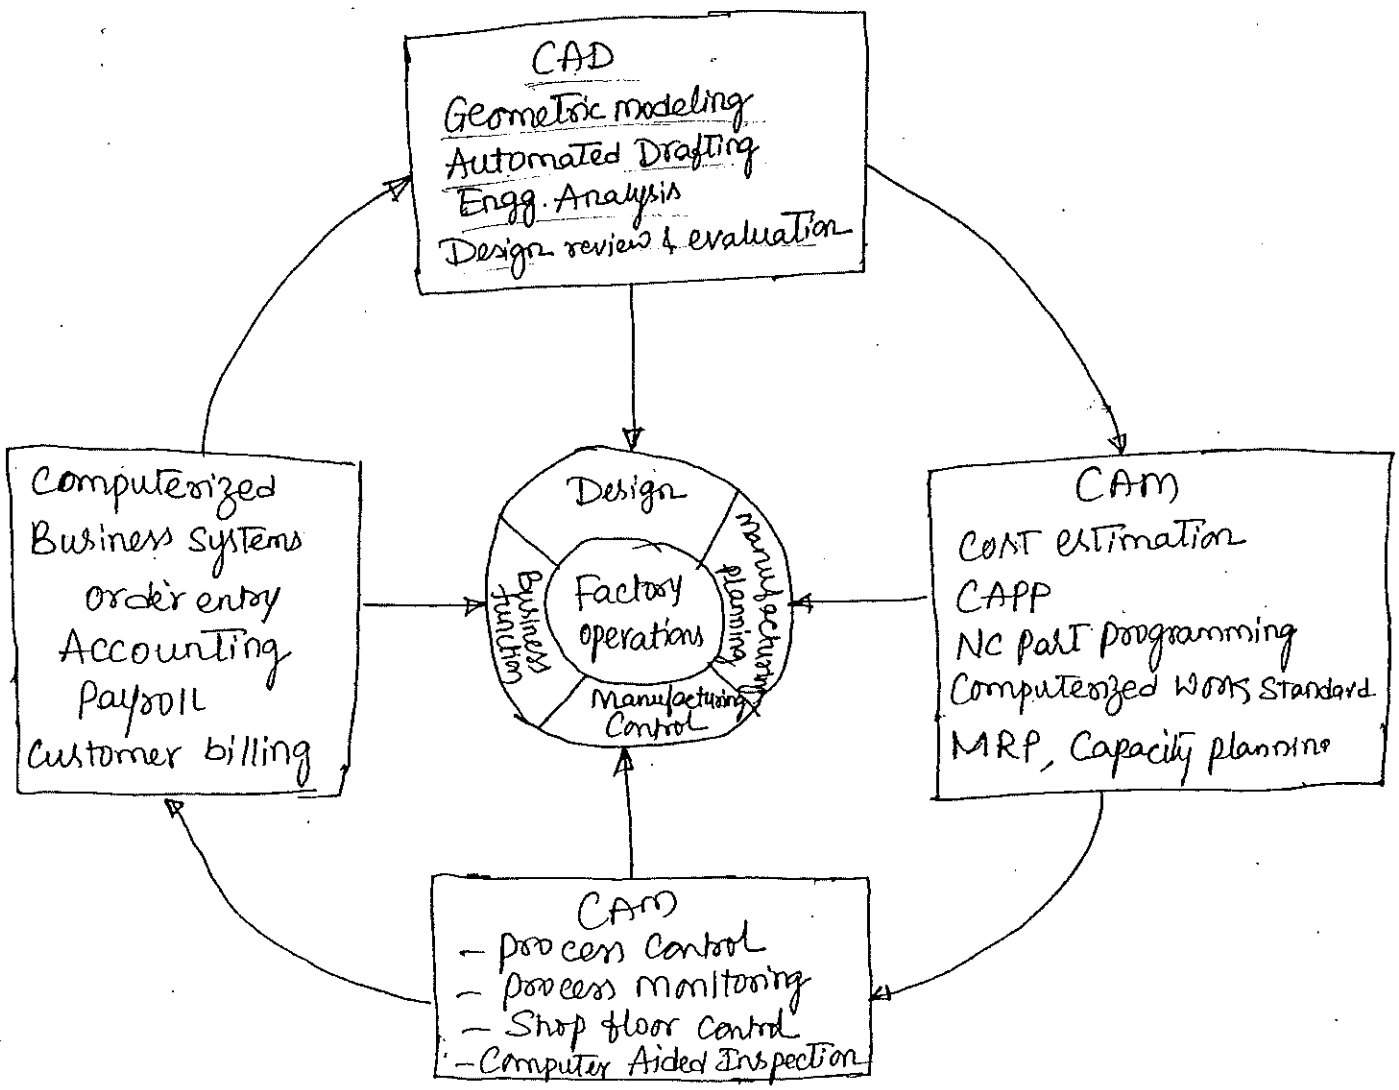 CAD
Geometric modeling
Automated Drafting
Engg. Analysis
Design review & evaluation
Computerized
Business Systems
order entry
Accounting
Payroll
Customer billing
Design
Manufacturing
planning
Business
function
Factory
operations
Manufacturing
Control
CAM
Cost estimation
CAPP
NC part programming
Computerized Work Standard
MRP, Capacity planning
CAM
- process control
- process monitoring
- Shop floor control
- Computer Aided Inspection